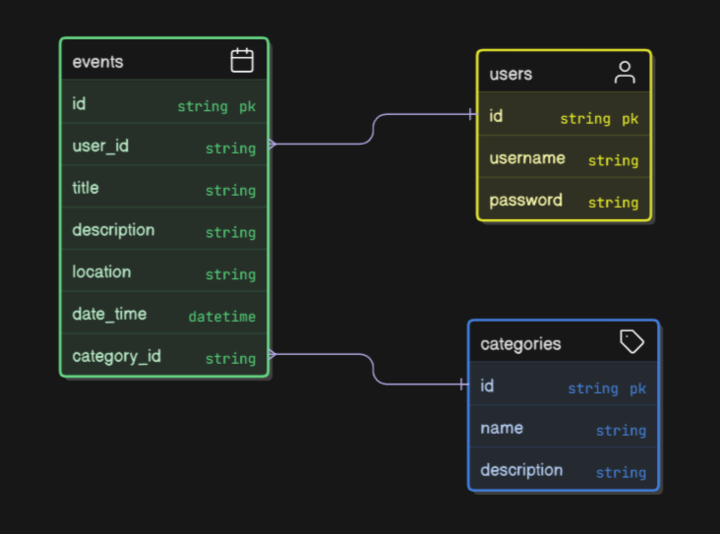 events
id string pk
user_id string
title string
description string
location string
date_time datetime
category_id string
users
id string pk
username string
password string
categories
id string pk
name string
description string